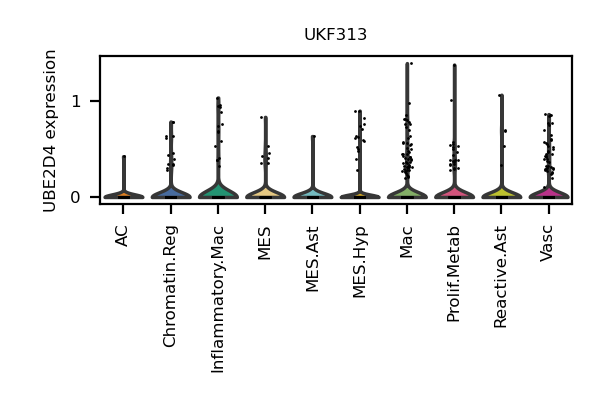 UKF313
UBE2D4 expression
1
0
AC
Chromatin.Reg
Inflammatory.Mac
MES
MES.Ast
MES.Hyp
Mac
Prolif.Metab
Reactive.Ast
Vasc